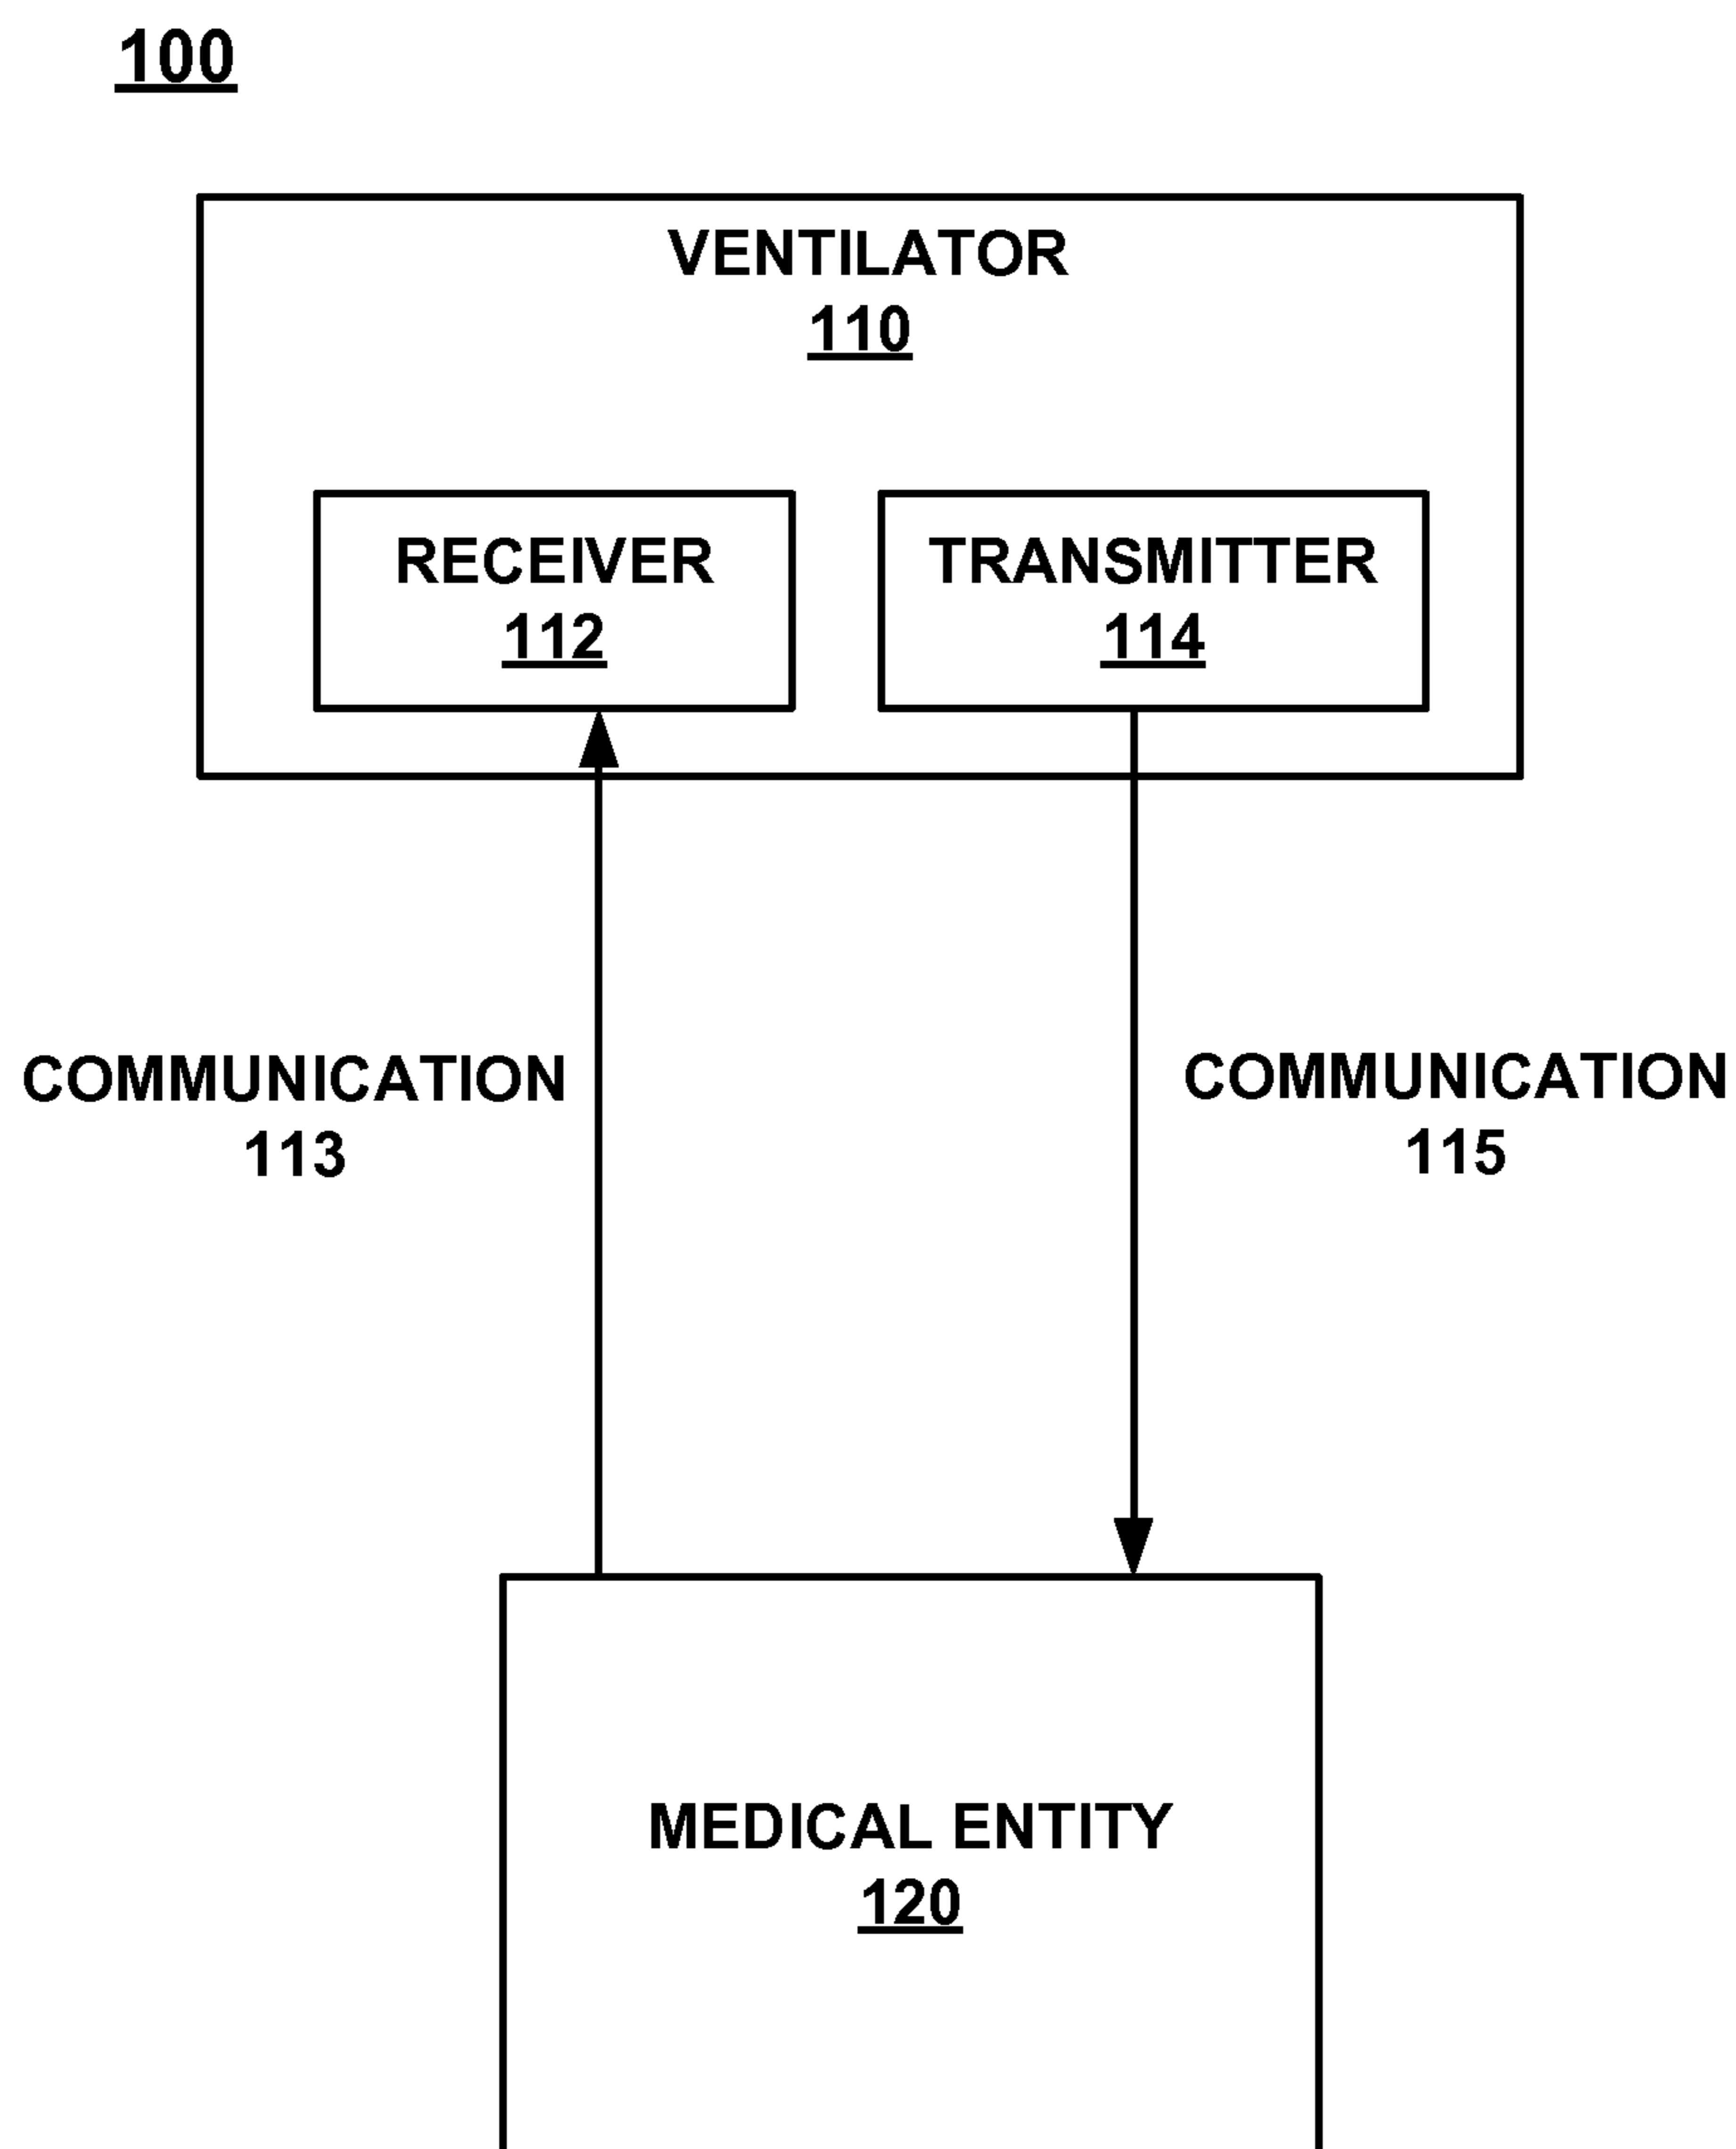 100
VENTILATOR
110
RECEIVER
112
TRANSMITTER
114
COMMUNICATION
113
COMMUNICATION
115
MEDICAL ENTITY
120